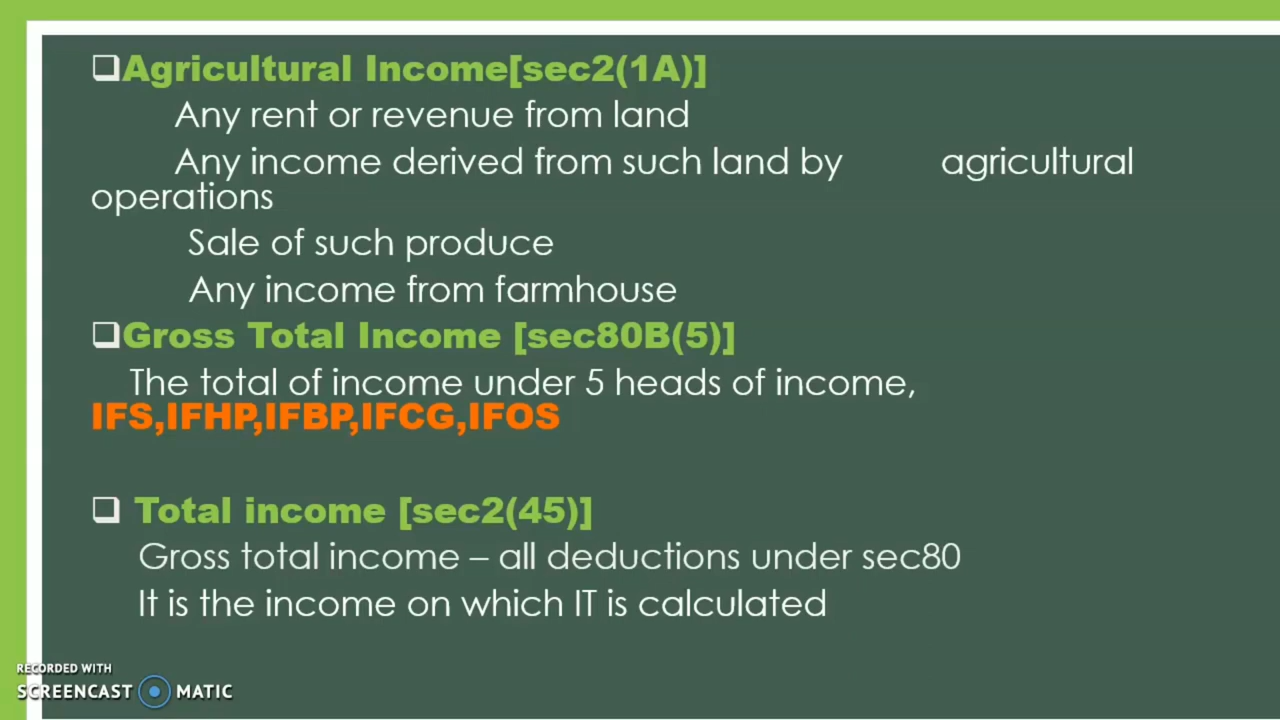 ❑Agricultural Income[sec2(1A)]
Any rent or revenue from land
Any income derived from such land by agricultural
operations
Sale of such produce
Any income from farmhouse
❑Gross Total Income [sec80B(5)]
The total of income under 5 heads of income,
IFS,IFHP,IFBP,IFCG,IFOS
❑ Total income [sec2(45)]
Gross total income – all deductions under sec80
It is the income on which IT is calculated
RECORDED WITH
SCREENCAST MATIC